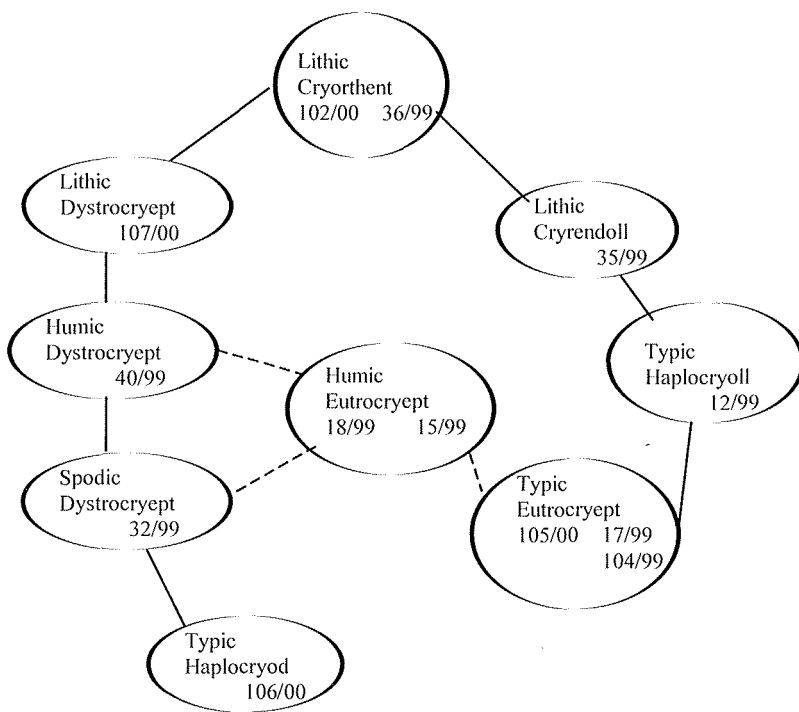 Lithic
Cryorthent
102/00 36/99
Lithic
Dystrocryept
107/00
Lithic
Cryrendoll
35/99
Humic
Dystrocryept
40/99
Humic
Eutrocryept
18/99 15/99
Typic
Haplocryoll
12/99
Spodic
Dystrocryept
32/99
Typic
Eutrocryept
105/00 17/99
104/99
Typic
Haplocryod
106/00